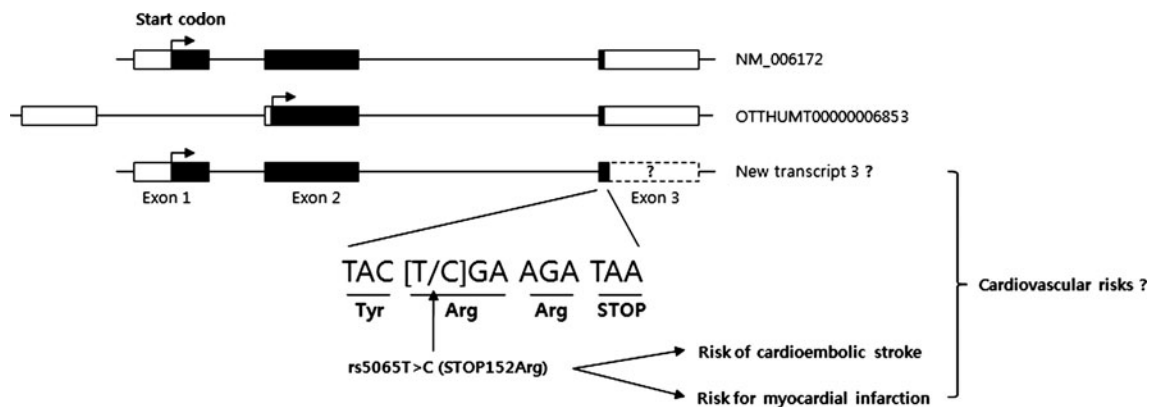 Start codon
NM_006172
OTTHUMT00000006853
?
New transcript 3 ?
Exon 1 Exon 2 Exon 3
TAC [T/C]GA AGA TAA
Tyr Arg Arg STOP
Cardiovascular risks ?
rs5065T>C (STOP152Arg)
Risk of cardioembolic stroke
Risk for myocardial infarction